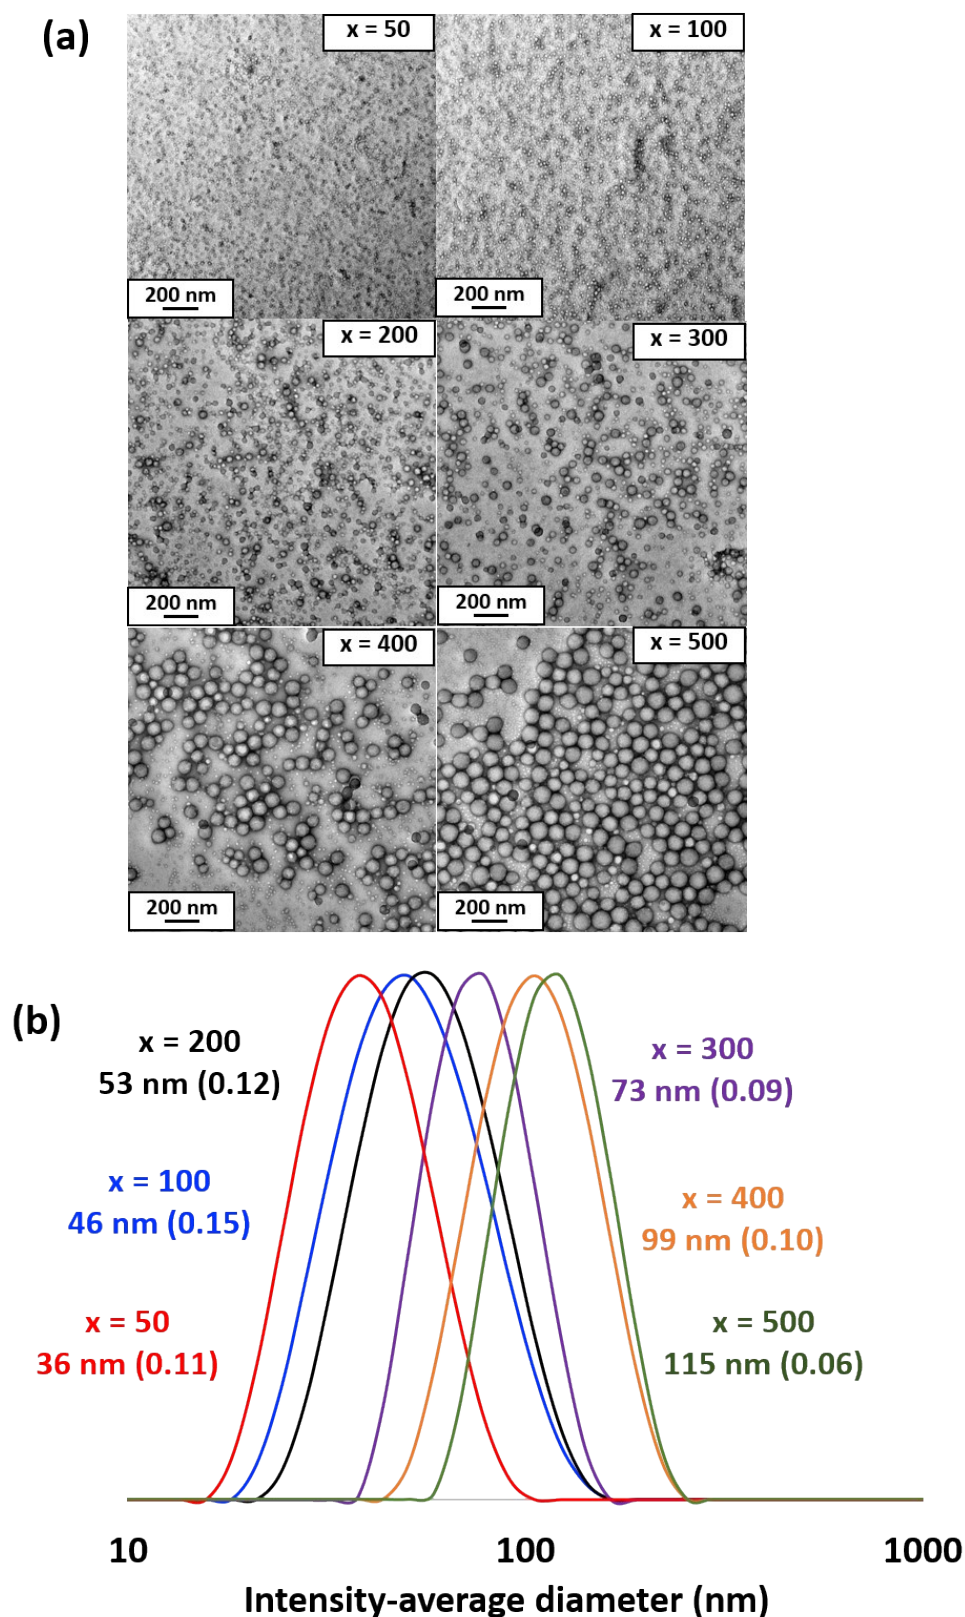 (a)
x = 50
x = 100
200 nm
200 nm
x = 200
x = 300
200 nm
200 nm
x = 400
x = 500
200 nm
200 nm
(b)
x = 200
53 nm (0.12)
x = 300
73 nm (0.09)
x = 100
46 nm (0.15)
x = 400
99 nm (0.10)
x = 50
36 nm (0.11)
x = 500
115 nm (0.06)
10
100
1000
Intensity-average diameter (nm)